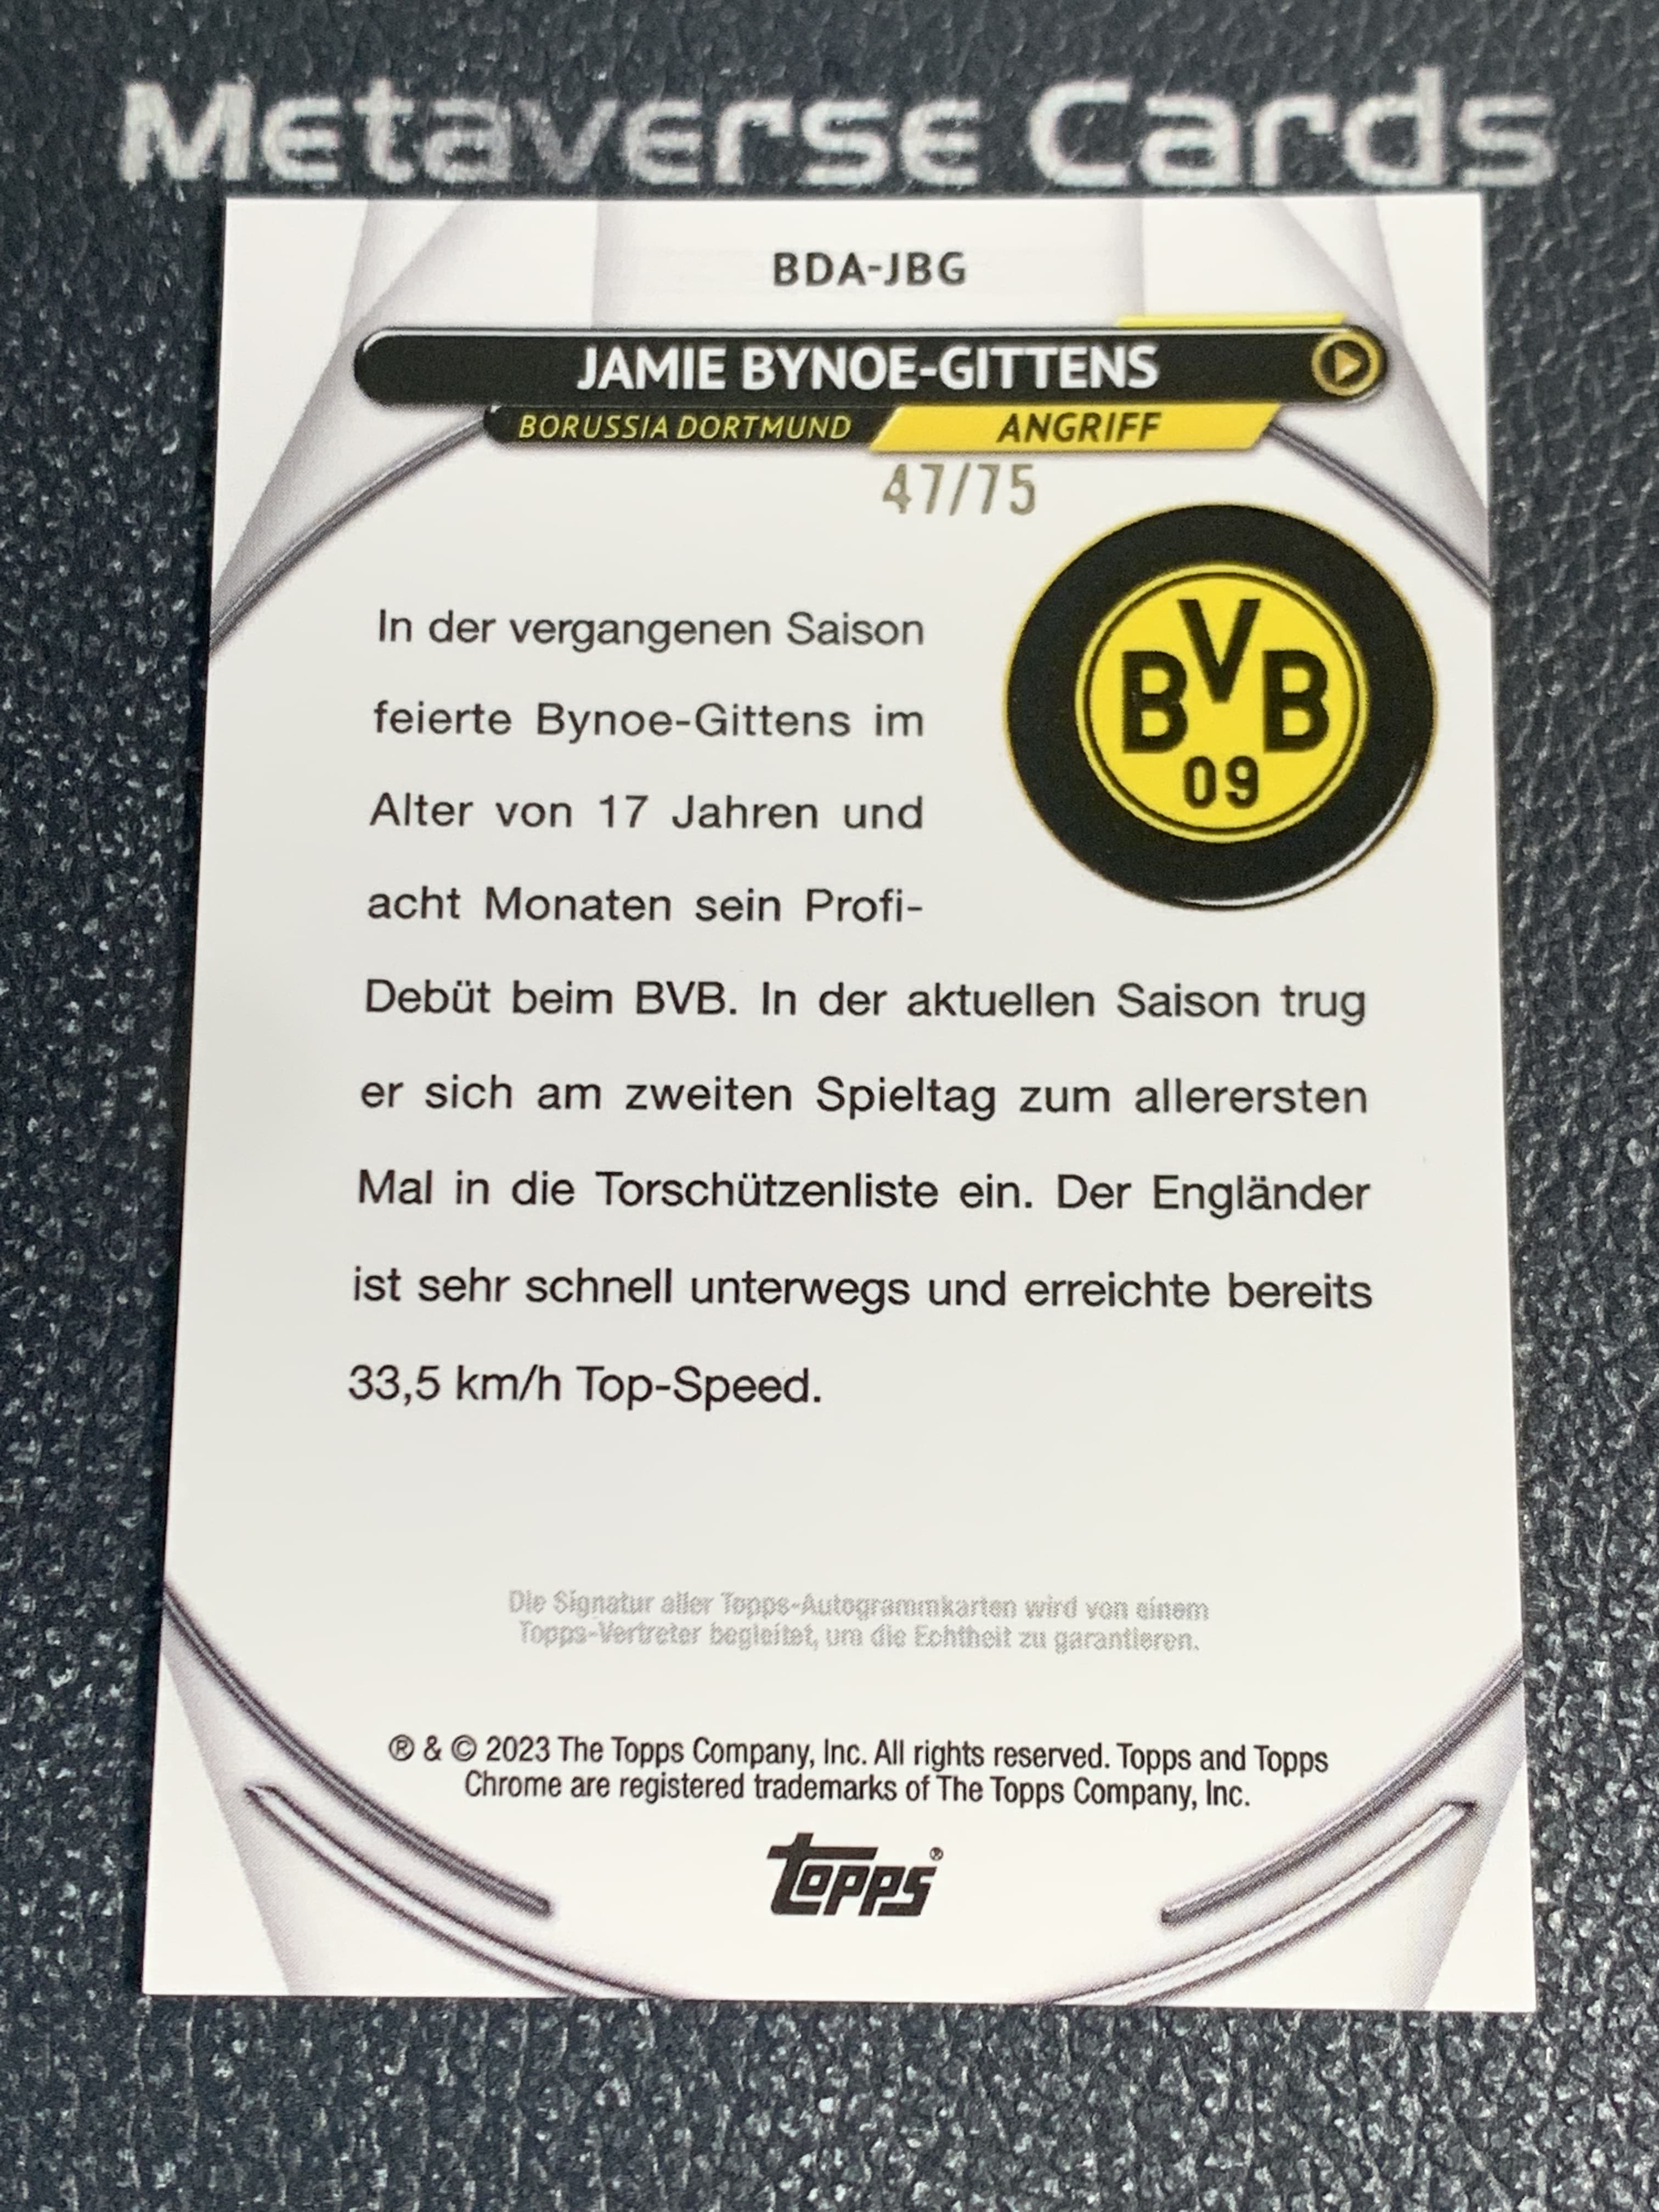 Metaverse Cards
BDA-JBG
JAMIE BYNOE-GITTENS
BORUSSIA DORTMUND ANGRIFF
47/75
BVB
09
In der vergangenen Saison
feierte Bynoe-Gittens im
Alter von 17 Jahren und
acht Monaten sein Profi-
Debüt beim BVB. In der aktuellen Saison trug
er sich am zweiten Spieltag zum allerersten
Mal in die Torschützenliste ein. Der Engländer
ist sehr schnell unterwegs und erreichte bereits
33,5 km/h Top-Speed.
Die Signatur aller Topps-Autogrammkarten wird von einem
Topps-Vertreter begleitet, um die Echtheit zu garantieren.
® & © 2023 The Topps Company, Inc. All rights reserved. Topps and Topps
Chrome are registered trademarks of The Topps Company, Inc.
topps®